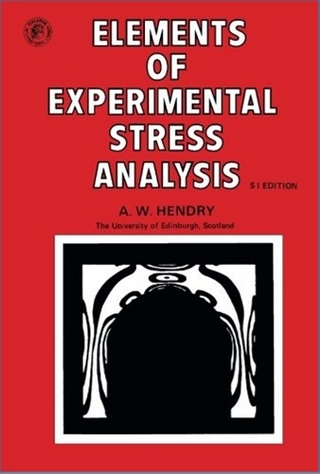 ELEMENTS
OF
EXPERIMENTAL
STRESS
ANALYSIS SI EDITION
A. W. HENDRY
The University of Edinburgh, Scotland